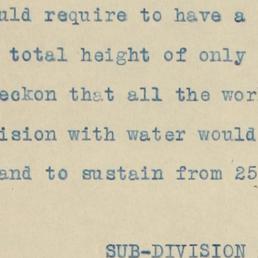 uld require to have a
total height of only
eckon that all the wor
ision with water would
and to sustain from 25
SUB-DIVISION